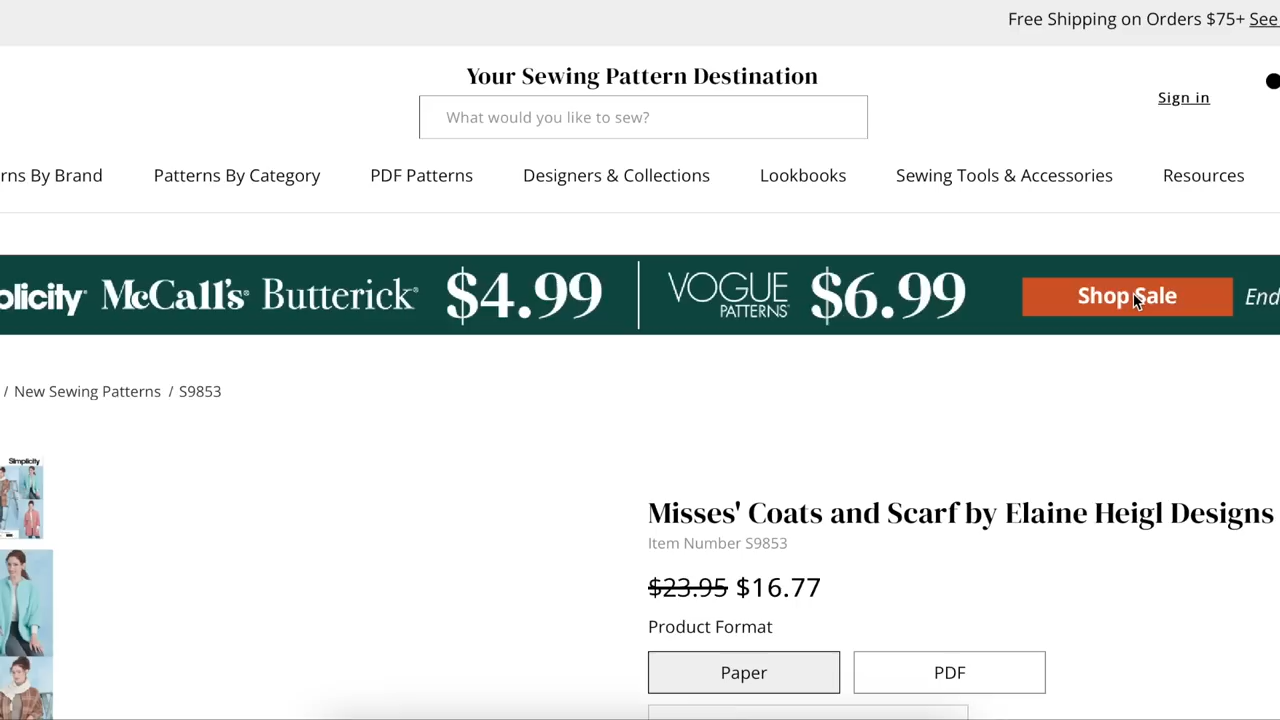 Free Shipping on Orders $75+ See
Your Sewing Pattern Destination
What would you like to sew?
Sign in
rns By Brand Patterns By Category PDF Patterns Designers & Collections Lookbooks Sewing Tools & Accessories Resources
olicity McCall's Butterick $4.99 VOGUE PATTERNS $6.99 Shop Sale End
/ New Sewing Patterns / S9853
Simplicity
Misses' Coats and Scarf by Elaine Heigl Designs
Item Number S9853
$23.95 $16.77
Product Format
Paper PDF